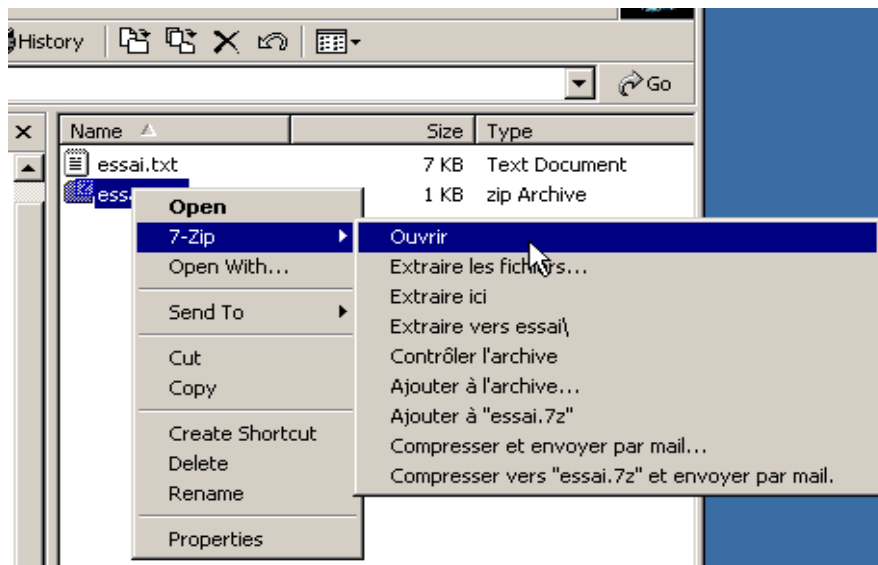 History
Go
Name Size Type
essai.txt 7 KB Text Document
ess 1 KB zip Archive
Open
7-Zip
Open With...
Send To
Cut
Copy
Create Shortcut
Delete
Rename
Properties
Ouvrir
Extraire les fichiers...
Extraire ici
Extraire vers essai\
Contrôler l'archive
Ajouter à l'archive...
Ajouter à "essai.7z"
Compresser et envoyer par mail...
Compresser vers "essai.7z" et envoyer par mail.